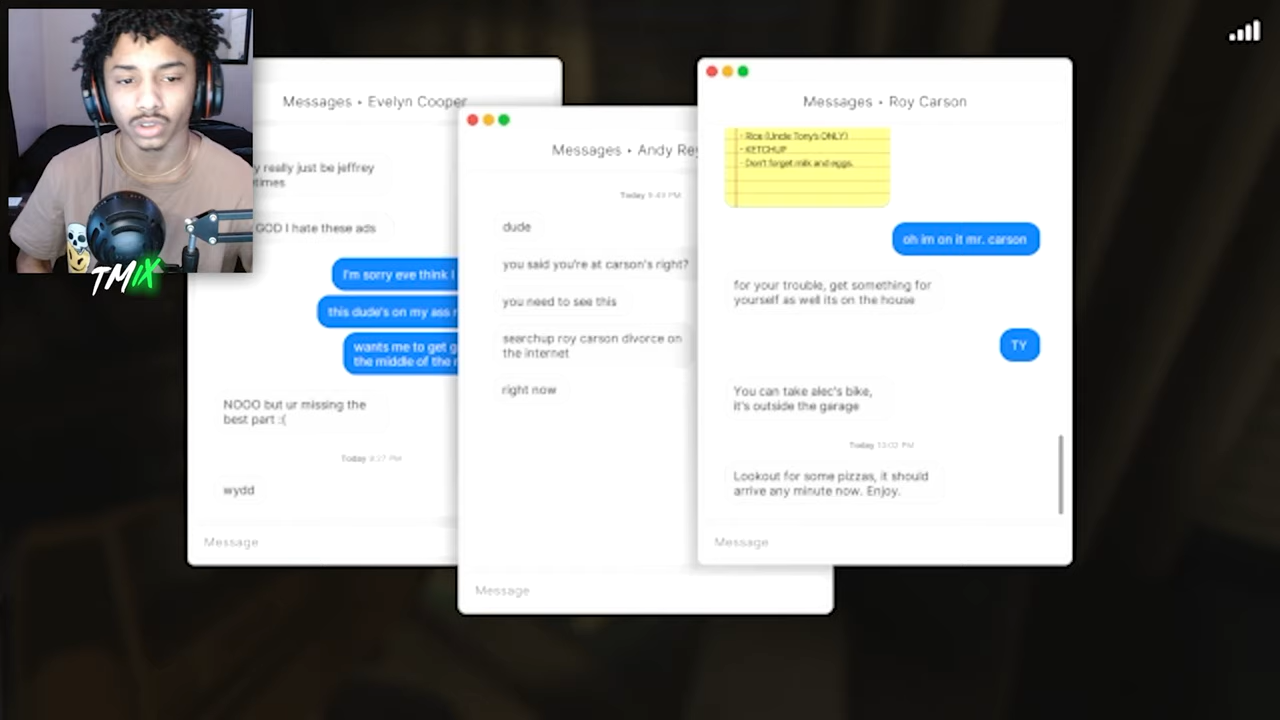 TMIX
Messages • Evelyn Cooper
really just be jeffrey
GOD I hate these ads
I'm sorry eve think I
this dude's on my ass
wants me to get
the middle of the
NOOO but ur missing the
best part :(
Today 9:27 PM
wydd
Message
Messages • Andy
Today 9:49 PM
dude
you said you're at carson's right?
you need to see this
searchup roy carson divorce on
the internet
right now
Message
Messages • Roy Carson
- Rice (Uncle Tony's ONLY)
- KETCHUP
- Don't forget milk and eggs.
oh im on it mr. carson
for your trouble, get something for
yourself as well its on the house
TY
You can take alec's bike,
it's outside the garage
Today
Lookout for some pizzas, it should
arrive any minute now. Enjoy.
Message